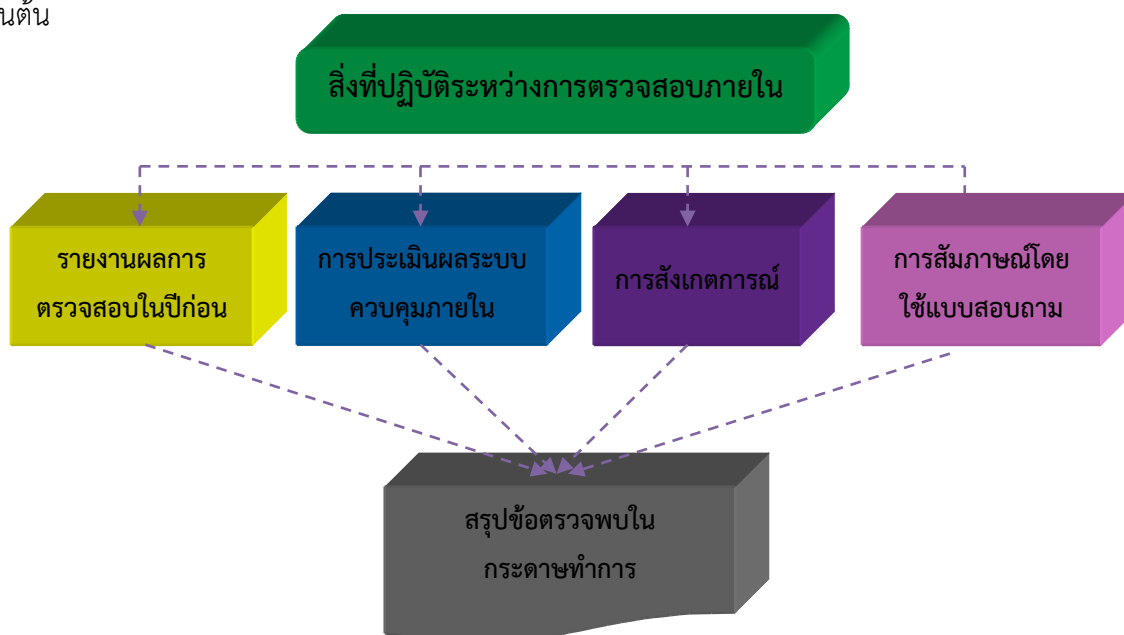 นต้น
สิ่งที่ปฏิบัติระหว่างการตรวจสอบภายใน
รายงานผลการ
ตรวจสอบในปีก่อน
การประเมินผลระบบ
ควบคุมภายใน
การสังเกตการณ์
การสัมภาษณ์โดย
ใช้แบบสอบถาม
สรุปข้อตรวจพบใน
กระดาษทำการ